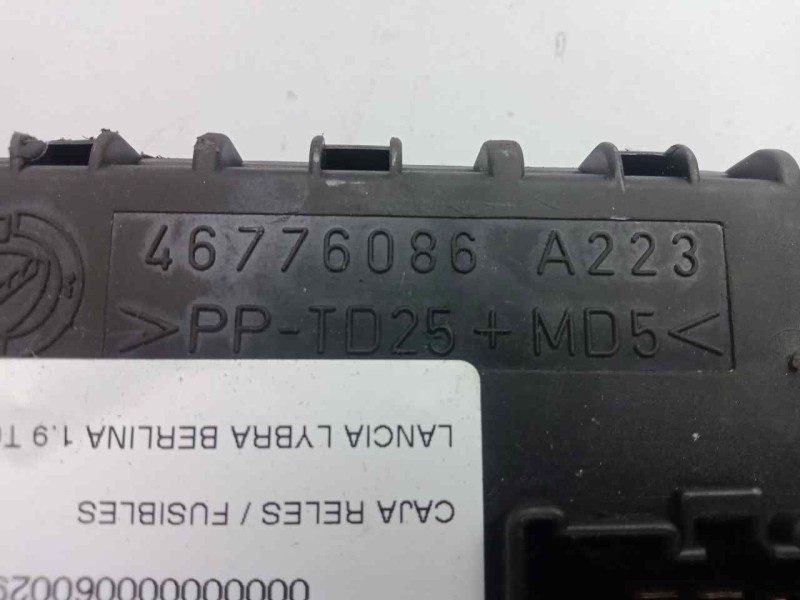 46776086 A223
>PP-TD25+MD5<
LANCIA LYBRA BERLINA 1.9
CAJA RELES / FUSIBLES